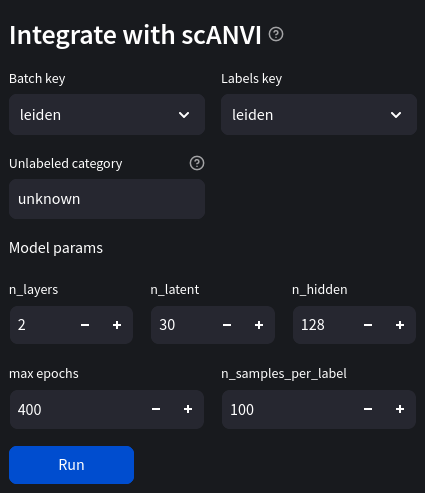 Integrate with scANVI
Batch key Labels key
leiden leiden
Unlabeled category
unknown
Model params
n_layers n_latent n_hidden
2 − + 30 − + 128 − +
max epochs n_samples_per_label
400 − + 100 − +
Run